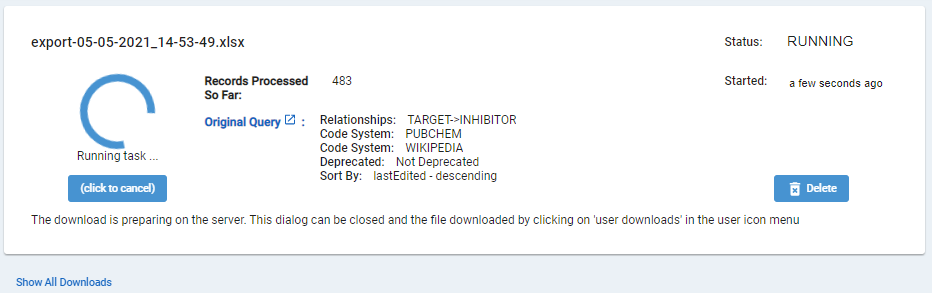 export-05-05-2021_14-53-49.xlsx
Status: RUNNING
Records Processed So Far: 483
Started: a few seconds ago
Original Query :
Relationships: TARGET->INHIBITOR
Code System: PUBCHEM
Code System: WIKIPEDIA
Deprecated: Not Deprecated
Sort By: lastEdited - descending
Running task ...
(click to cancel)
Delete
The download is preparing on the server. This dialog can be closed and the file downloaded by clicking on 'user downloads' in the user icon menu
Show All Downloads